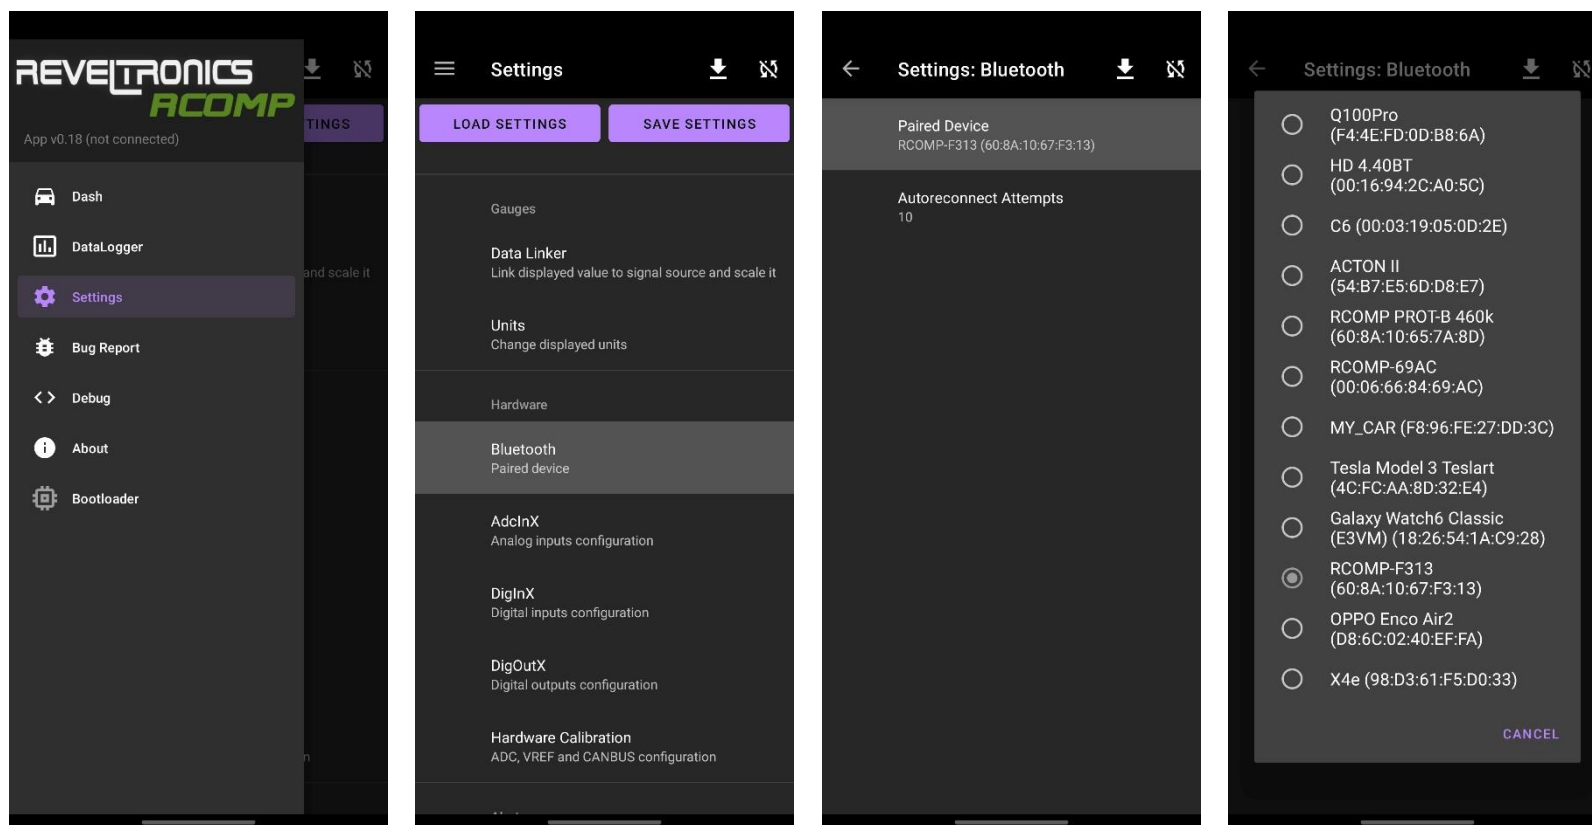 REVELTRONICS
RCOMP
App v0.18 (not connected)
TINGS
Dash
DataLogger
and scale it
Settings
Bug Report
Debug
About
Bootloader
n
Settings
LOAD SETTINGS
SAVE SETTINGS
Gauges
Data Linker
Link displayed value to signal source and scale it
Units
Change displayed units
Hardware
Bluetooth
Paired device
AdcInX
Analog inputs configuration
DigInX
Digital inputs configuration
DigOutX
Digital outputs configuration
Hardware Calibration
ADC, VREF and CANBUS configuration
Settings: Bluetooth
Paired Device
RCOMP-F313 (60:8A:10:67:F3:13)
Autoreconnect Attempts
10
Settings: Bluetooth
Q100Pro
(F4:4E:FD:0D:B8:6A)
HD 4.40BT
(00:16:94:2C:A0:5C)
C6 (00:03:19:05:0D:2E)
ACTON II
(54:B7:E5:6D:D8:E7)
RCOMP PROT-B 460k
(60:8A:10:65:7A:8D)
RCOMP-69AC
(00:06:66:84:69:AC)
MY_CAR (F8:96:FE:27:DD:3C)
Tesla Model 3 Teslart
(4C:FC:AA:8D:32:E4)
Galaxy Watch6 Classic
(E3VM) (18:26:54:1A:C9:28)
RCOMP-F313
(60:8A:10:67:F3:13)
OPPO Enco Air2
(D8:6C:02:40:EF:FA)
X4e (98:D3:61:F5:D0:33)
CANCEL